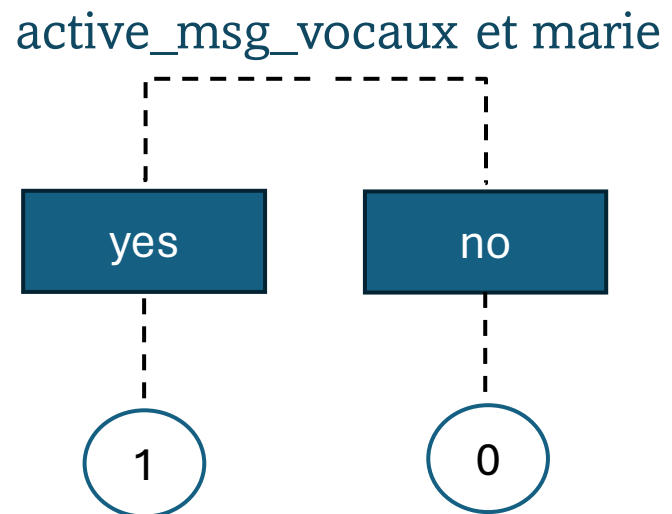 active_msg_vocaux et marie
yes
no
1
0